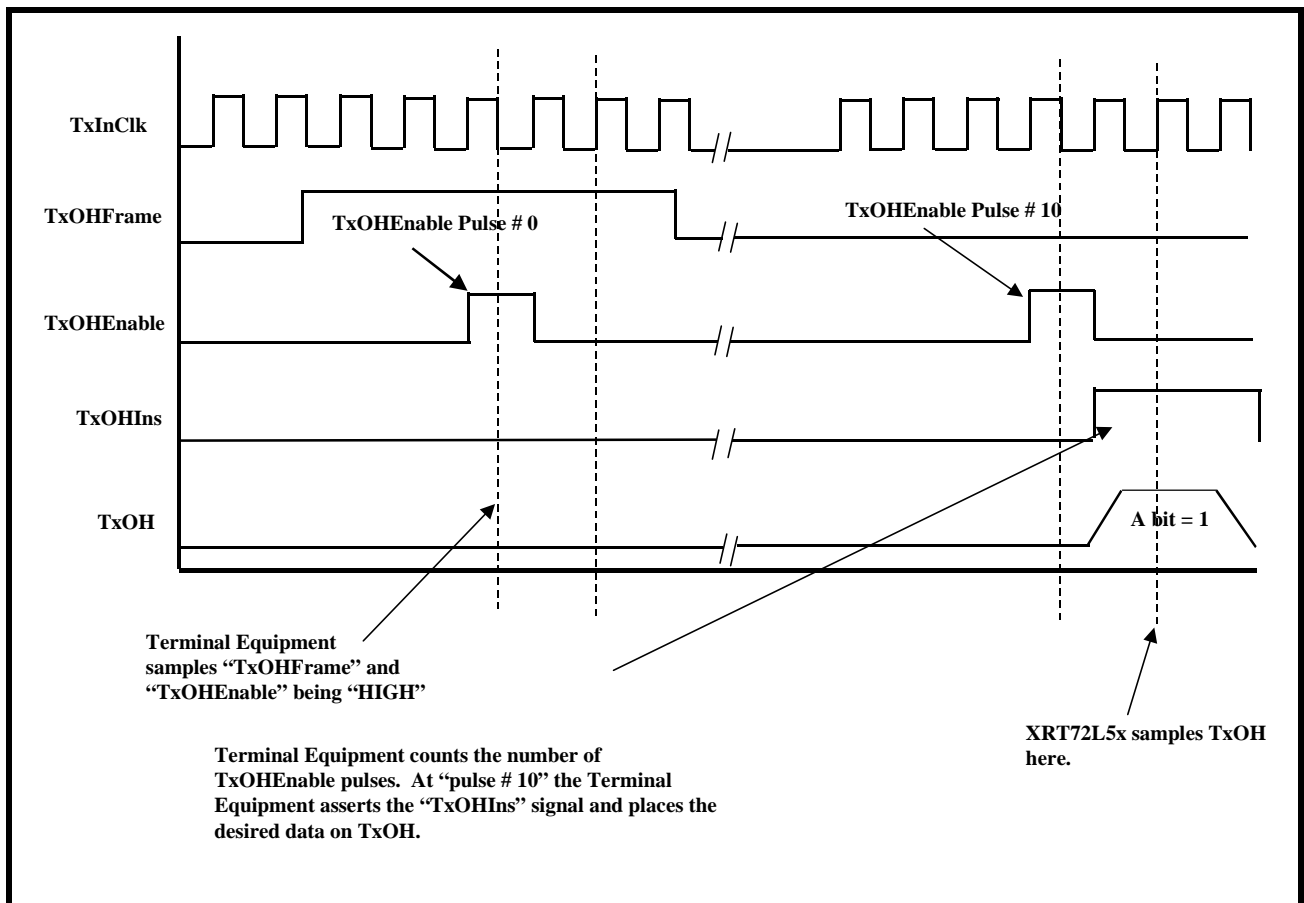 TxInClk
TxOHFrame
TxOHEnable Pulse # 0
TxOHEnable Pulse # 10
TxOHEnable
TxOHIns
TxOH
A bit = 1
Terminal Equipment
samples “TxOHFrame” and
“TxOHEnable” being “HIGH”
XRT72L5x samples TxOH
here.
Terminal Equipment counts the number of
TxOHEnable pulses. At “pulse # 10” the Terminal
Equipment asserts the “TxOHIns” signal and places the
desired data on TxOH.